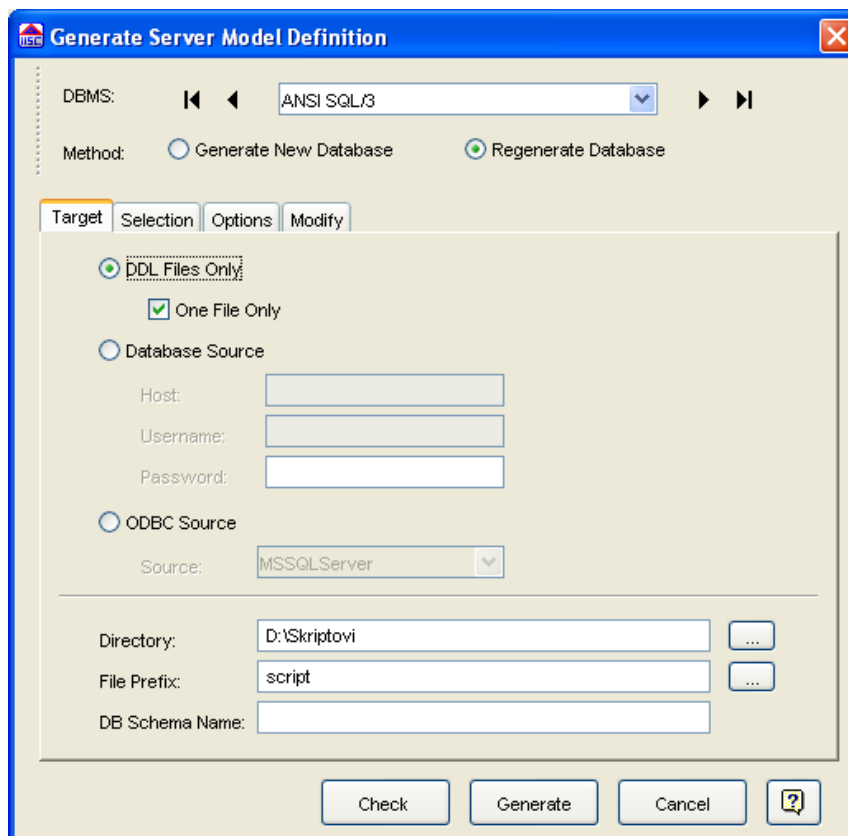 Generate Server Model Definition
DBMS: ANSI SQL/3
Method: Generate New Database Regenerate Database
Target Selection Options Modify
DDL Files Only
One File Only
Database Source
Host:
Username:
Password:
ODBC Source
Source: MSSQLServer
Directory: D:\Skriptovi ...
File Prefix: script ...
DB Schema Name:
Check Generate Cancel ?